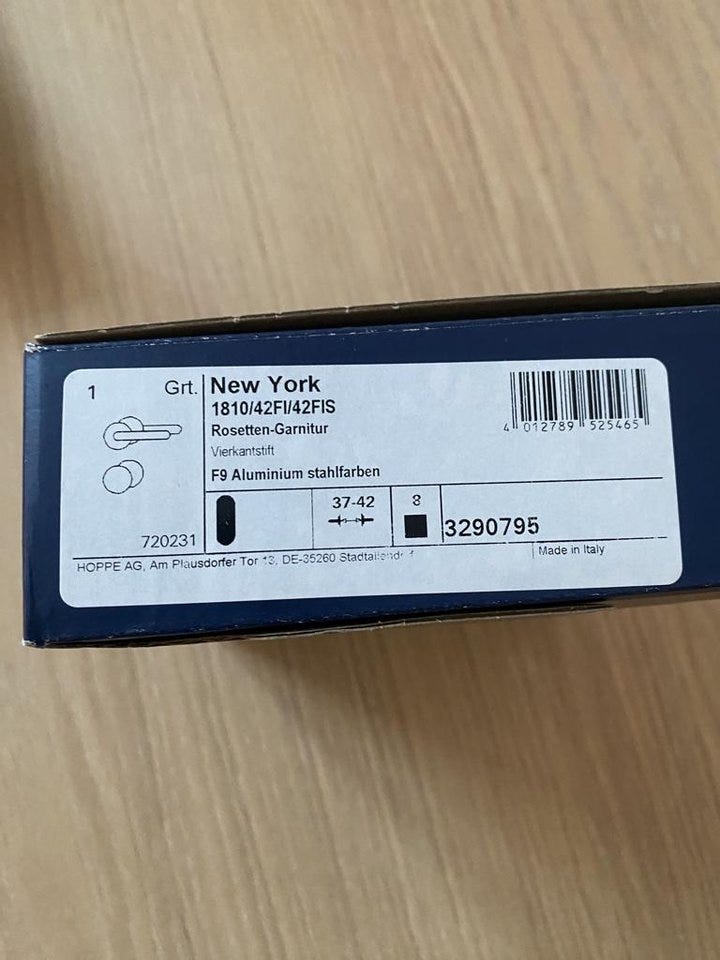 1 Grt.
New York
1810/42FI/42FIS
Rosetten-Garnitur
Vierkantstift
F9 Aluminium stahlfarben
4 012789 525465
37-42
8
3290795
720231
HOPPE AG, Am Plausdorfer Tor 13, DE-35260
Made in Italy